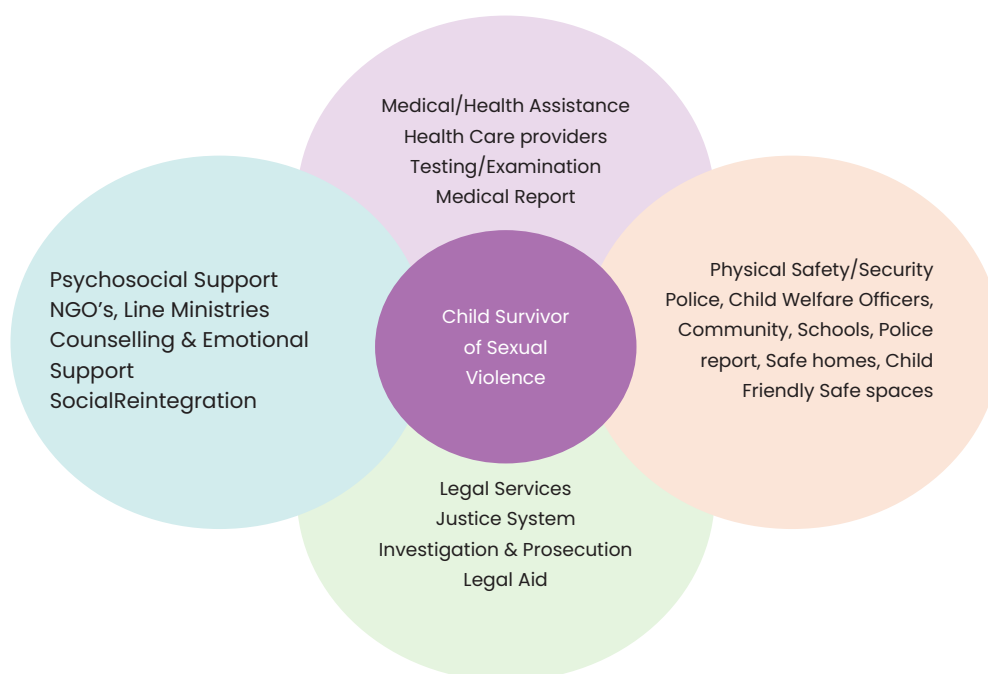 Medical/Health Assistance
Health Care providers
Testing/Examination
Medical Report
Psychosocial Support
NGO’s, Line Ministries
Counselling & Emotional
Support
SocialReintegration
Child Survivor
of Sexual
Violence
Physical Safety/Security
Police, Child Welfare Officers,
Community, Schools, Police
report, Safe homes, Child
Friendly Safe spaces
Legal Services
Justice System
Investigation & Prosecution
Legal Aid